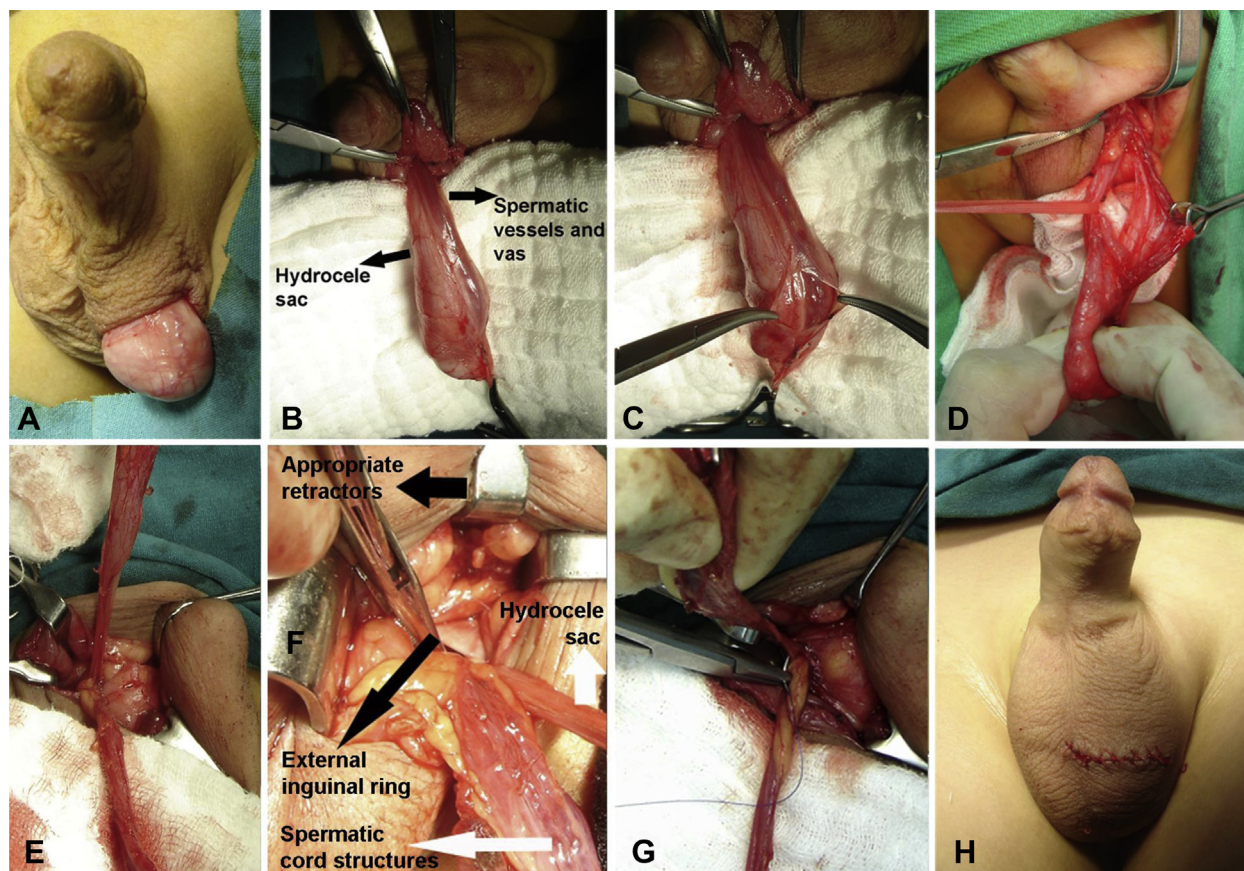 A
B
Hydrocele
sac
Spermatic
vessels and
vas
C
D
E
Appropriate
retractors
F
Hydrocele
sac
External
inguinal ring
Spermatic
cord structures
G
H